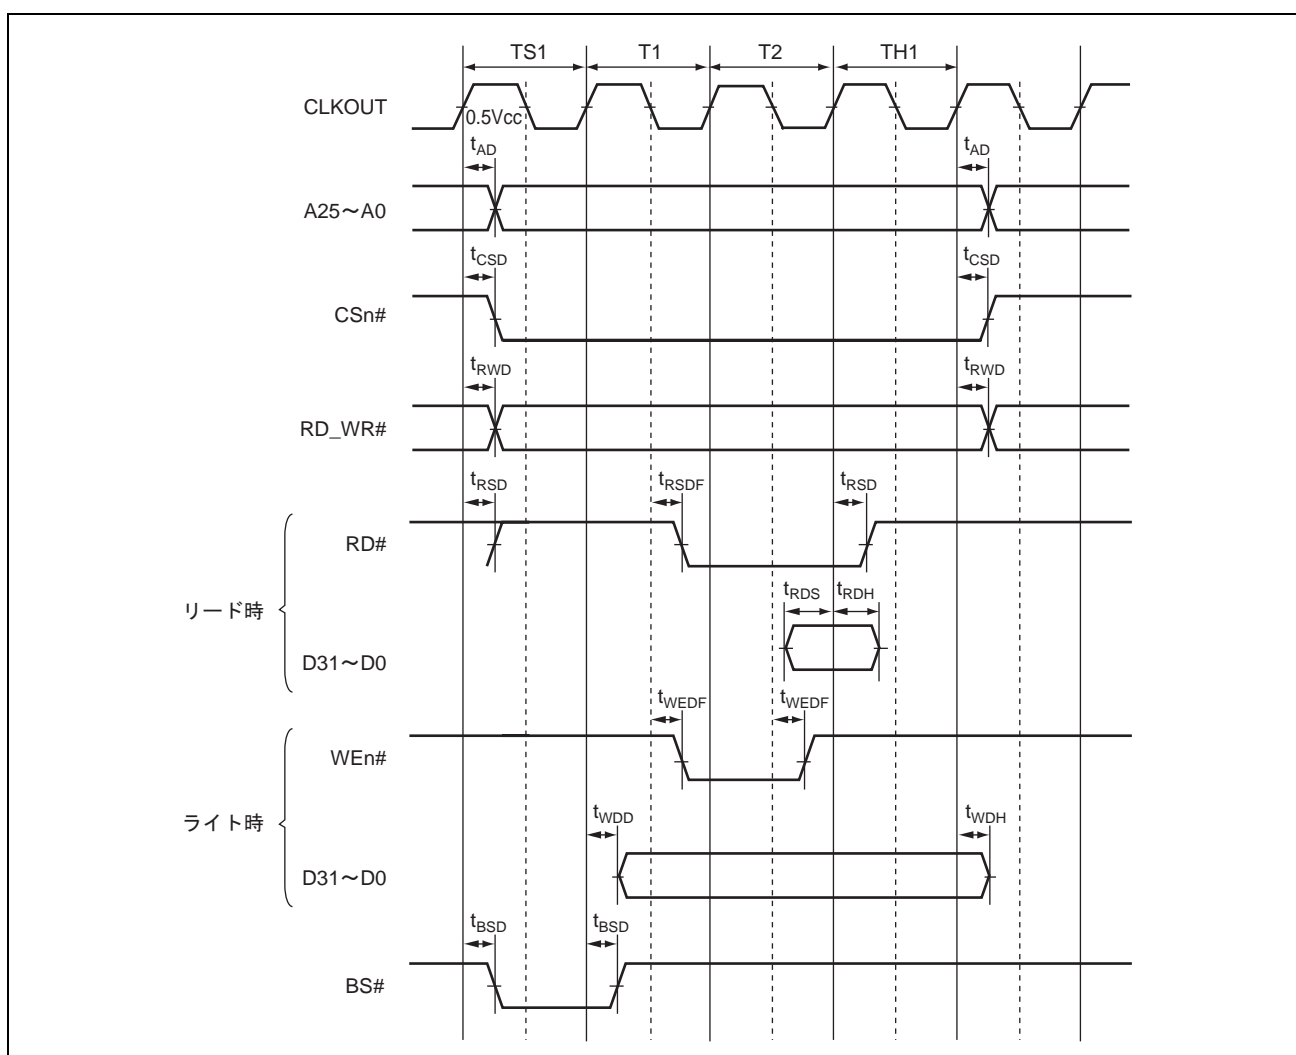 TS1 T1 T2 TH1
CLKOUT
0.5Vcc
tAD tAD
A25～A0
tCSD tCSD
CSn#
tRWD tRWD
RD_WR#
tRSD tRSDF tRSD
RD#
リード時
tRDS tRDH
D31～D0
tWEDF tWEDF
WEn#
ライト時
tWDD tWDH
D31～D0
tBSD tBSD
BS#